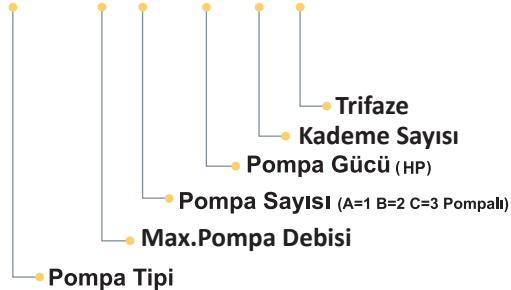 Trifaze
Kademe Sayısı
Pompa Gücü (HP)
Pompa Sayısı (A=1 B=2 C=3 Pompalı)
Max.Pompa Debisi
Pompa Tipi